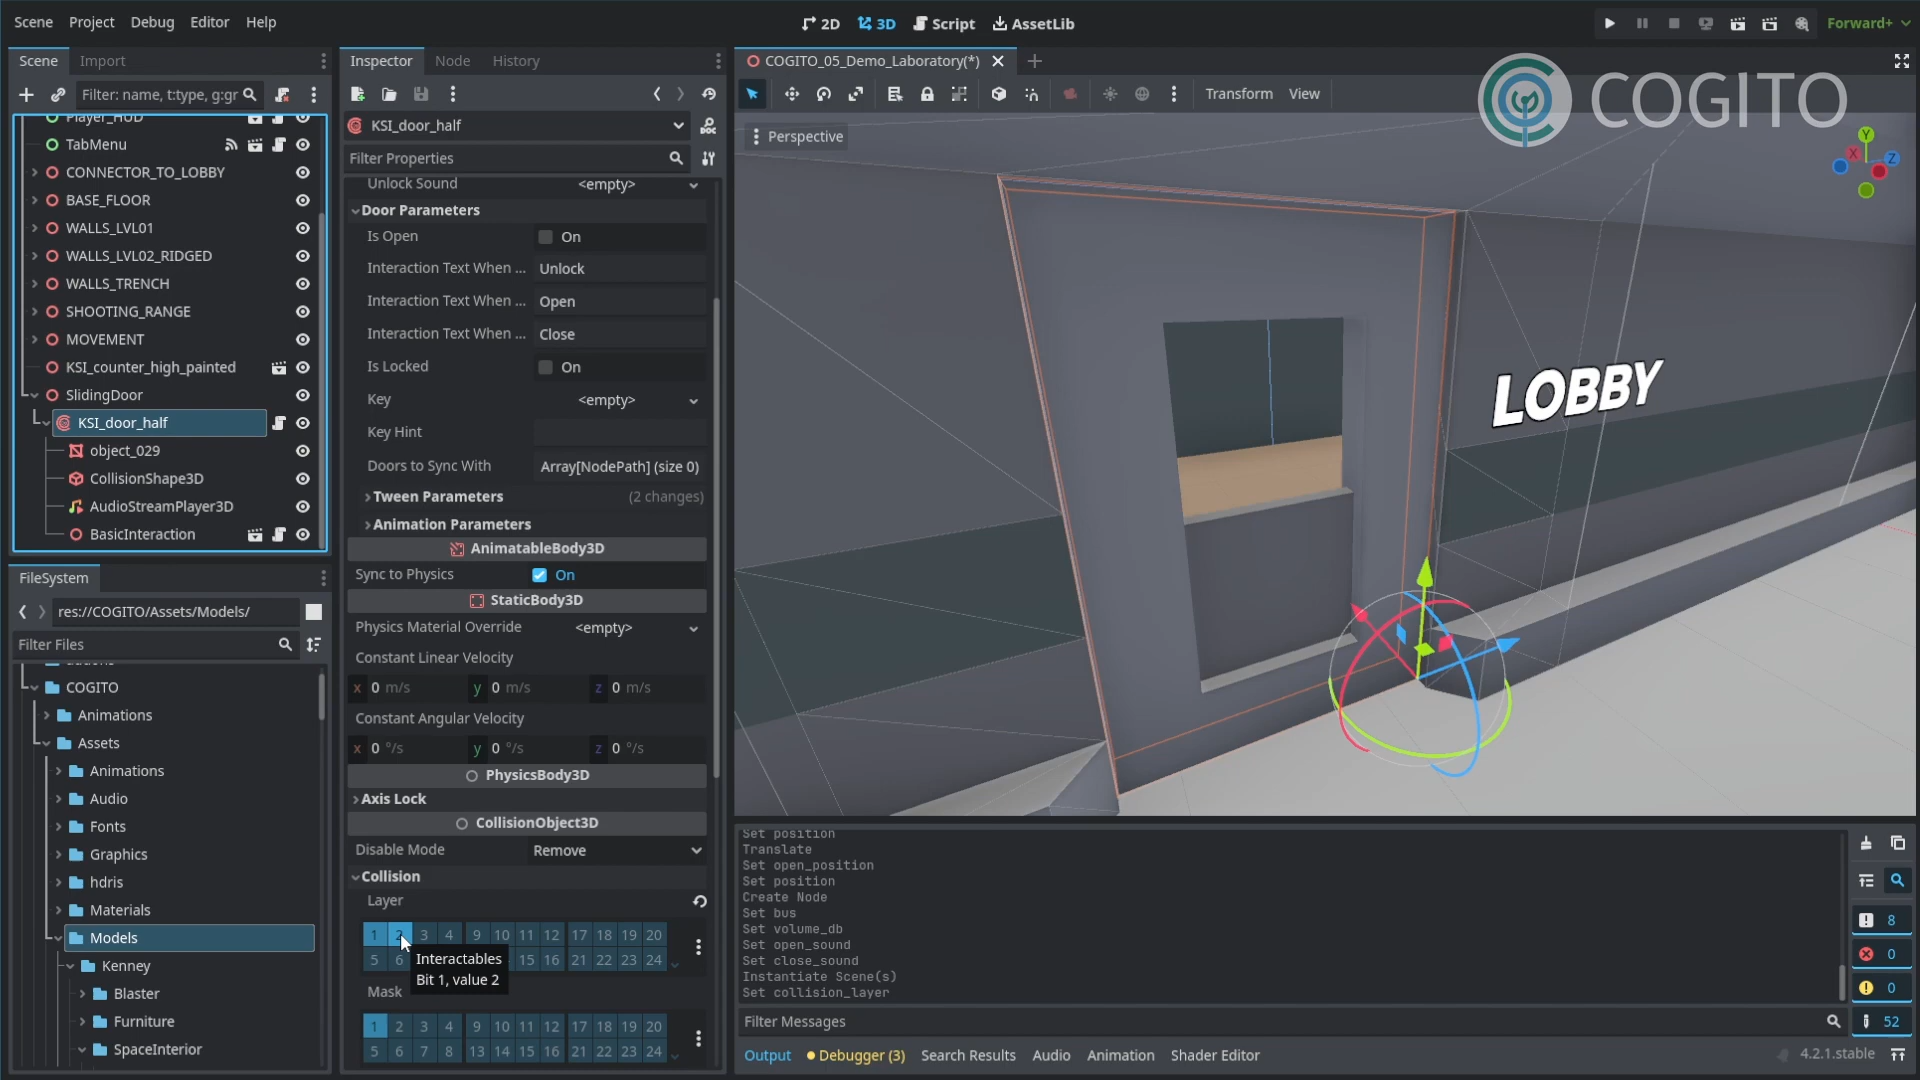 Scene Project Debug Editor Help
2D 3D Script AssetLib
Forward+
Scene Import
Filter: name, t:type, g:gr
Player_HUD
TabMenu
CONNECTOR_TO_LOBBY
BASE_FLOOR
WALLS_LVL01
WALLS_LVL02_RIDGED
WALLS_TRENCH
SHOOTING_RANGE
MOVEMENT
KSI_counter_high_painted
SlidingDoor
KSI_door_half
object_029
CollisionShape3D
AudioStreamPlayer3D
BasicInteraction
FileSystem
res://COGITO/Assets/Models/
Filter Files
addons
COGITO
Animations
Assets
Animations
Audio
Fonts
Graphics
hdris
Materials
Models
Kenney
Blaster
Furniture
SpaceInterior
Inspector Node History
KSI_door_half
Filter Properties
Unlock Sound <empty>
Door Parameters
Is Open On
Interaction Text When ... Unlock
Interaction Text When ... Open
Interaction Text When ... Close
Is Locked On
Key <empty>
Key Hint
Doors to Sync With Array[NodePath] (size 0)
Tween Parameters (2 changes)
Animation Parameters
AnimatableBody3D
Sync to Physics On
StaticBody3D
Physics Material Override <empty>
Constant Linear Velocity
x 0 m/s y 0 m/s z 0 m/s
Constant Angular Velocity
x 0 °/s y 0 °/s z 0 °/s
PhysicsBody3D
Axis Lock
CollisionObject3D
Disable Mode Remove
Collision
Layer
1 2 3 4 9 10 11 12 17 18 19 20
5 6 15 16 21 22 23 24
Interactables
Bit 1, value 2
Mask
1 2 3 4 9 10 11 12 17 18 19 20
5 6 7 8 13 14 15 16 21 22 23 24
COGITO_05_Demo_Laboratory(*)
Transform View
Perspective
COGITO
Y
X
Z
LOBBY
Set position
Translate
Set open_position
Set position
Create Node
Set bus
Set volume_db
Set open_sound
Set close_sound
Instantiate Scene(s)
Set collision_layer
Filter Messages
8
0
0
52
Output Debugger (3) Search Results Audio Animation Shader Editor
4.2.1.stable